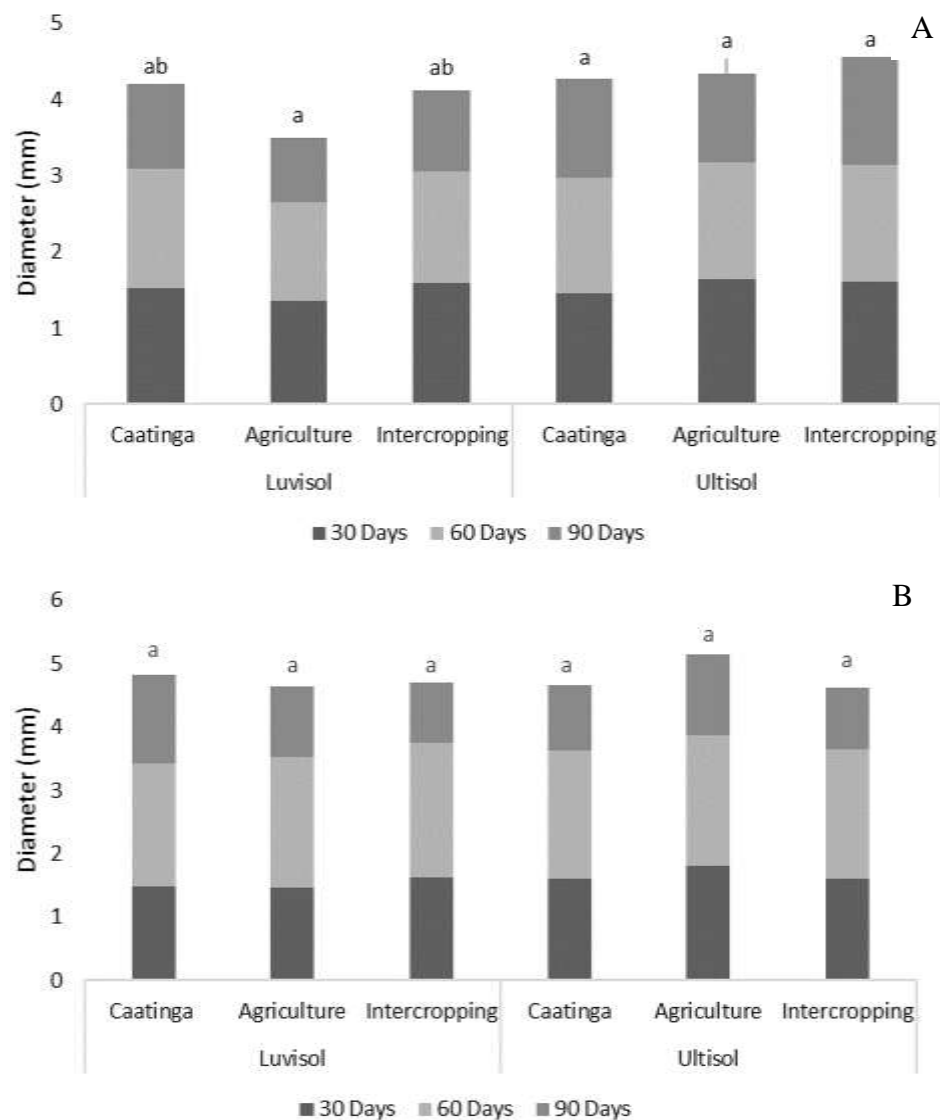 A
5
4
3
2
1
0
Diameter (mm)
ab
a
ab
a
a
a
Caatinga Agriculture Intercropping Caatinga Agriculture Intercropping
Luvisol Ultisol
30 Days 60 Days 90 Days
B
6
5
4
3
2
1
0
Diameter (mm)
a
a
a
a
a
a
Caatinga Agriculture Intercropping Caatinga Agriculture Intercropping
Luvisol Ultisol
30 Days 60 Days 90 Days